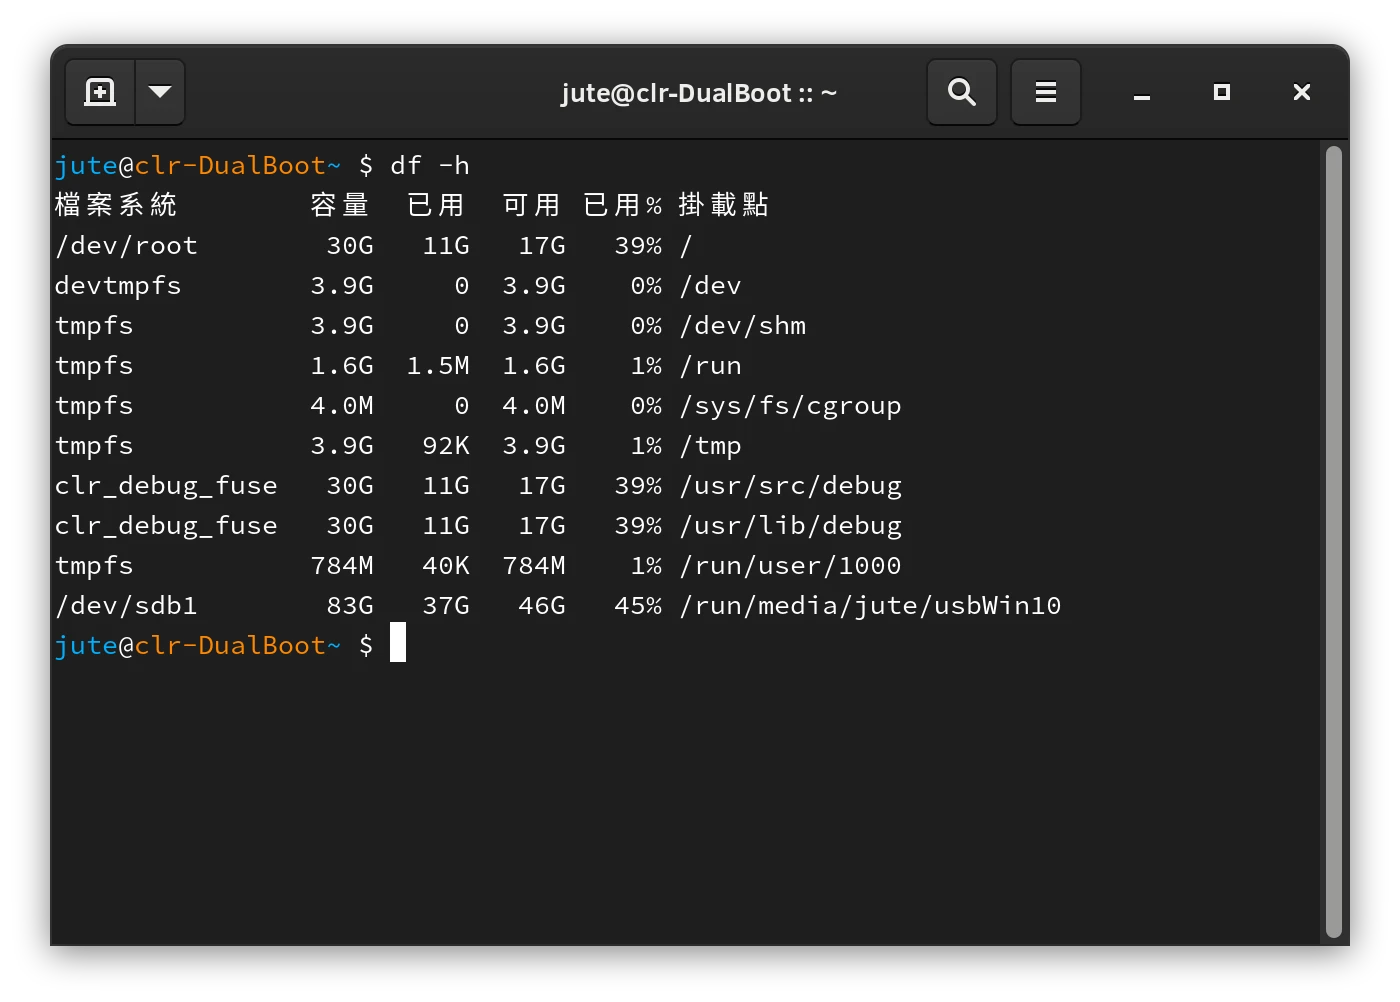 jute@clr-DualBoot :: ~
jute@clr-DualBoot~ $ df -h
檔案系統        容量  已用  可用 已用% 掛載點
/dev/root        30G   11G   17G   39% /
devtmpfs        3.9G     0  3.9G    0% /dev
tmpfs           3.9G     0  3.9G    0% /dev/shm
tmpfs           1.6G  1.5M  1.6G    1% /run
tmpfs           4.0M     0  4.0M    0% /sys/fs/cgroup
tmpfs           3.9G   92K  3.9G    1% /tmp
clr_debug_fuse   30G   11G   17G   39% /usr/src/debug
clr_debug_fuse   30G   11G   17G   39% /usr/lib/debug
tmpfs           784M   40K  784M    1% /run/user/1000
/dev/sdb1        83G   37G   46G   45% /run/media/jute/usbWin10
jute@clr-DualBoot~ $